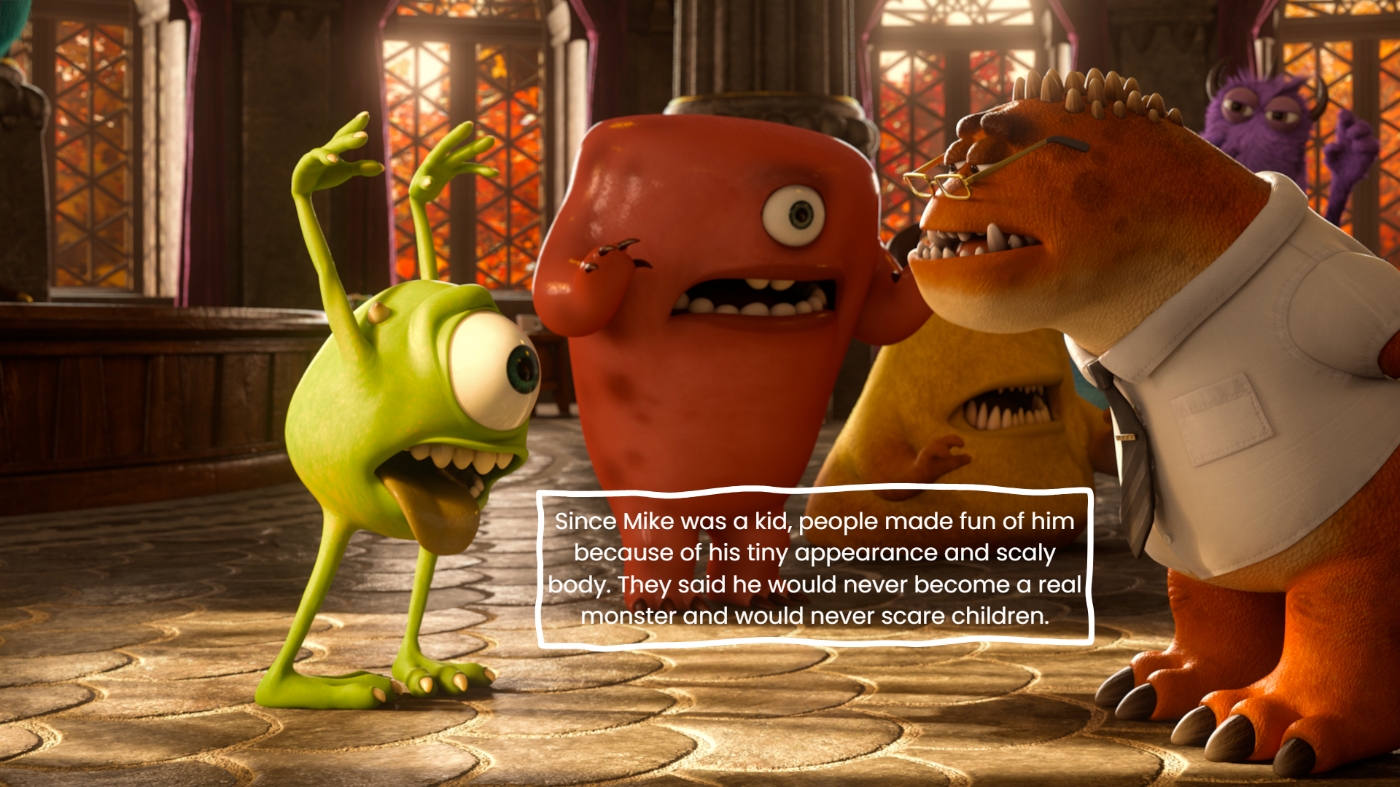 Since Mike was a kid, people made fun of him
because of his tiny appearance and scaly
body. They said he would never become a real
monster and would never scare children.